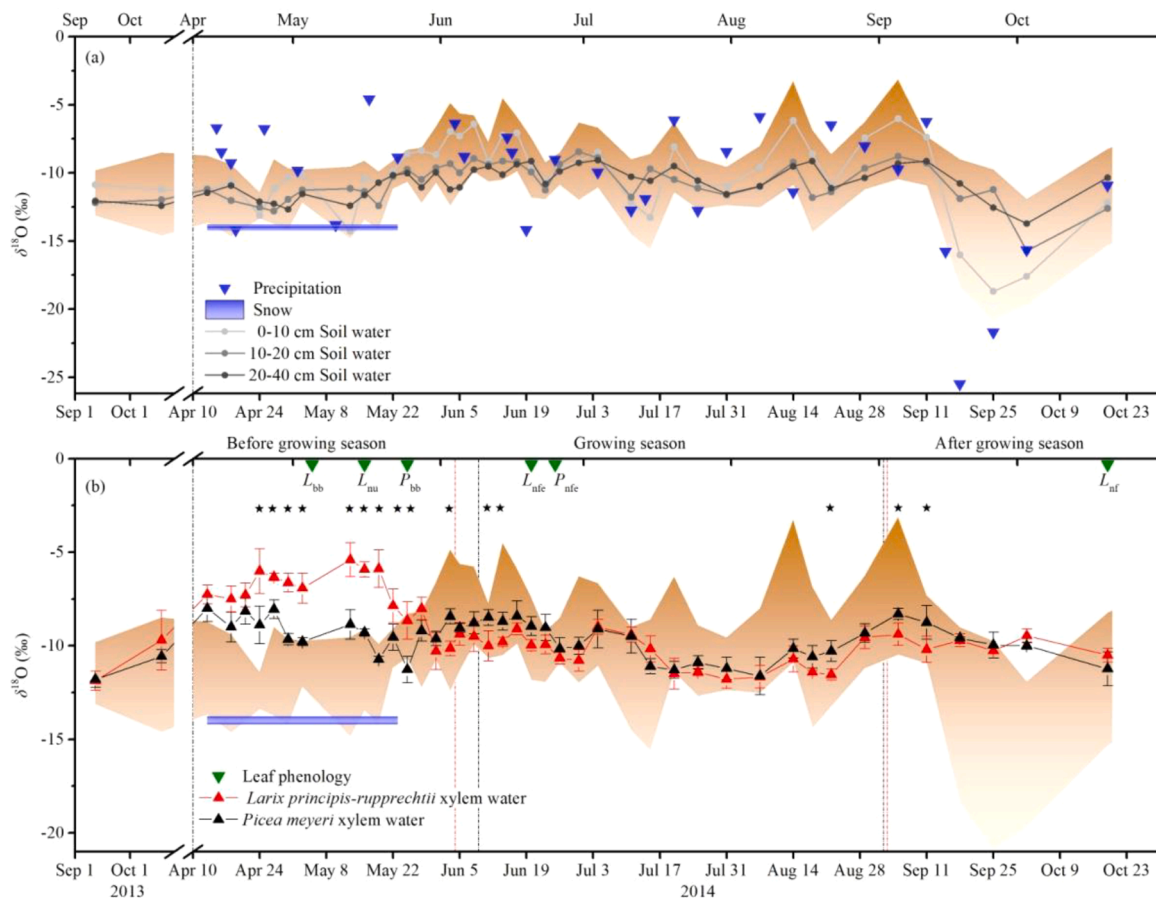 Sep Oct Apr May Jun Jul Aug Sep Oct
(a)
0
-5
-10
-15
-20
-25
δ18O (‰)
Precipitation
Snow
0-10 cm Soil water
10-20 cm Soil water
20-40 cm Soil water
Sep 1 Oct 1 Apr 10 Apr 24 May 8 May 22 Jun 5 Jun 19 Jul 3 Jul 17 Jul 31 Aug 14 Aug 28 Sep 11 Sep 25 Oct 9 Oct 23
Before growing season Growing season After growing season
(b)
Lbb Lnu Pbb Lnfe Pnfe Lnf
0
-5
-10
-15
-20
δ18O (‰)
Leaf phenology
Larix principis-rupprechtii xylem water
Picea meyeri xylem water
Sep 1 Oct 1 Apr 10 Apr 24 May 8 May 22 Jun 5 Jun 19 Jul 3 Jul 17 Jul 31 Aug 14 Aug 28 Sep 11 Sep 25 Oct 9 Oct 23
2013 2014